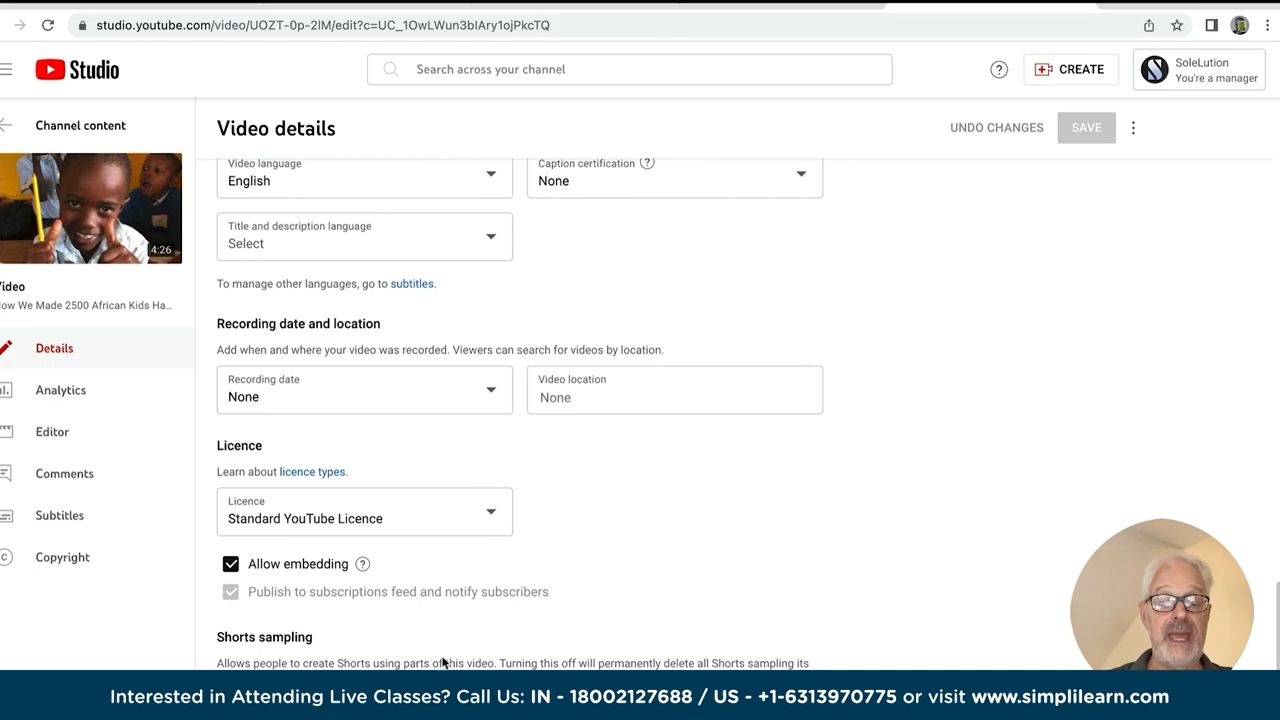 studio.youtube.com/video/UOZT-0p-2lM/edit?c=UC_1OwLWun3bIAry1ojPkcTQ
Studio
Search across your channel
CREATE
SoleLution
You're a manager
Channel content
Video details
UNDO CHANGES
SAVE
4:26
Video
How We Made 2500 African Kids Ha...
Details
Analytics
Editor
Comments
Subtitles
Copyright
Video language
English
Caption certification
None
Title and description language
Select
To manage other languages, go to subtitles.
Recording date and location
Add when and where your video was recorded. Viewers can search for videos by location.
Recording date
None
Video location
None
Licence
Learn about licence types.
Licence
Standard YouTube Licence
Allow embedding
Publish to subscriptions feed and notify subscribers
Shorts sampling
Allows people to create Shorts using parts of this video. Turning this off will permanently delete all Shorts sampling its
Interested in Attending Live Classes? Call Us: IN - 18002127688 / US - +1-6313970775 or visit www.simplilearn.com